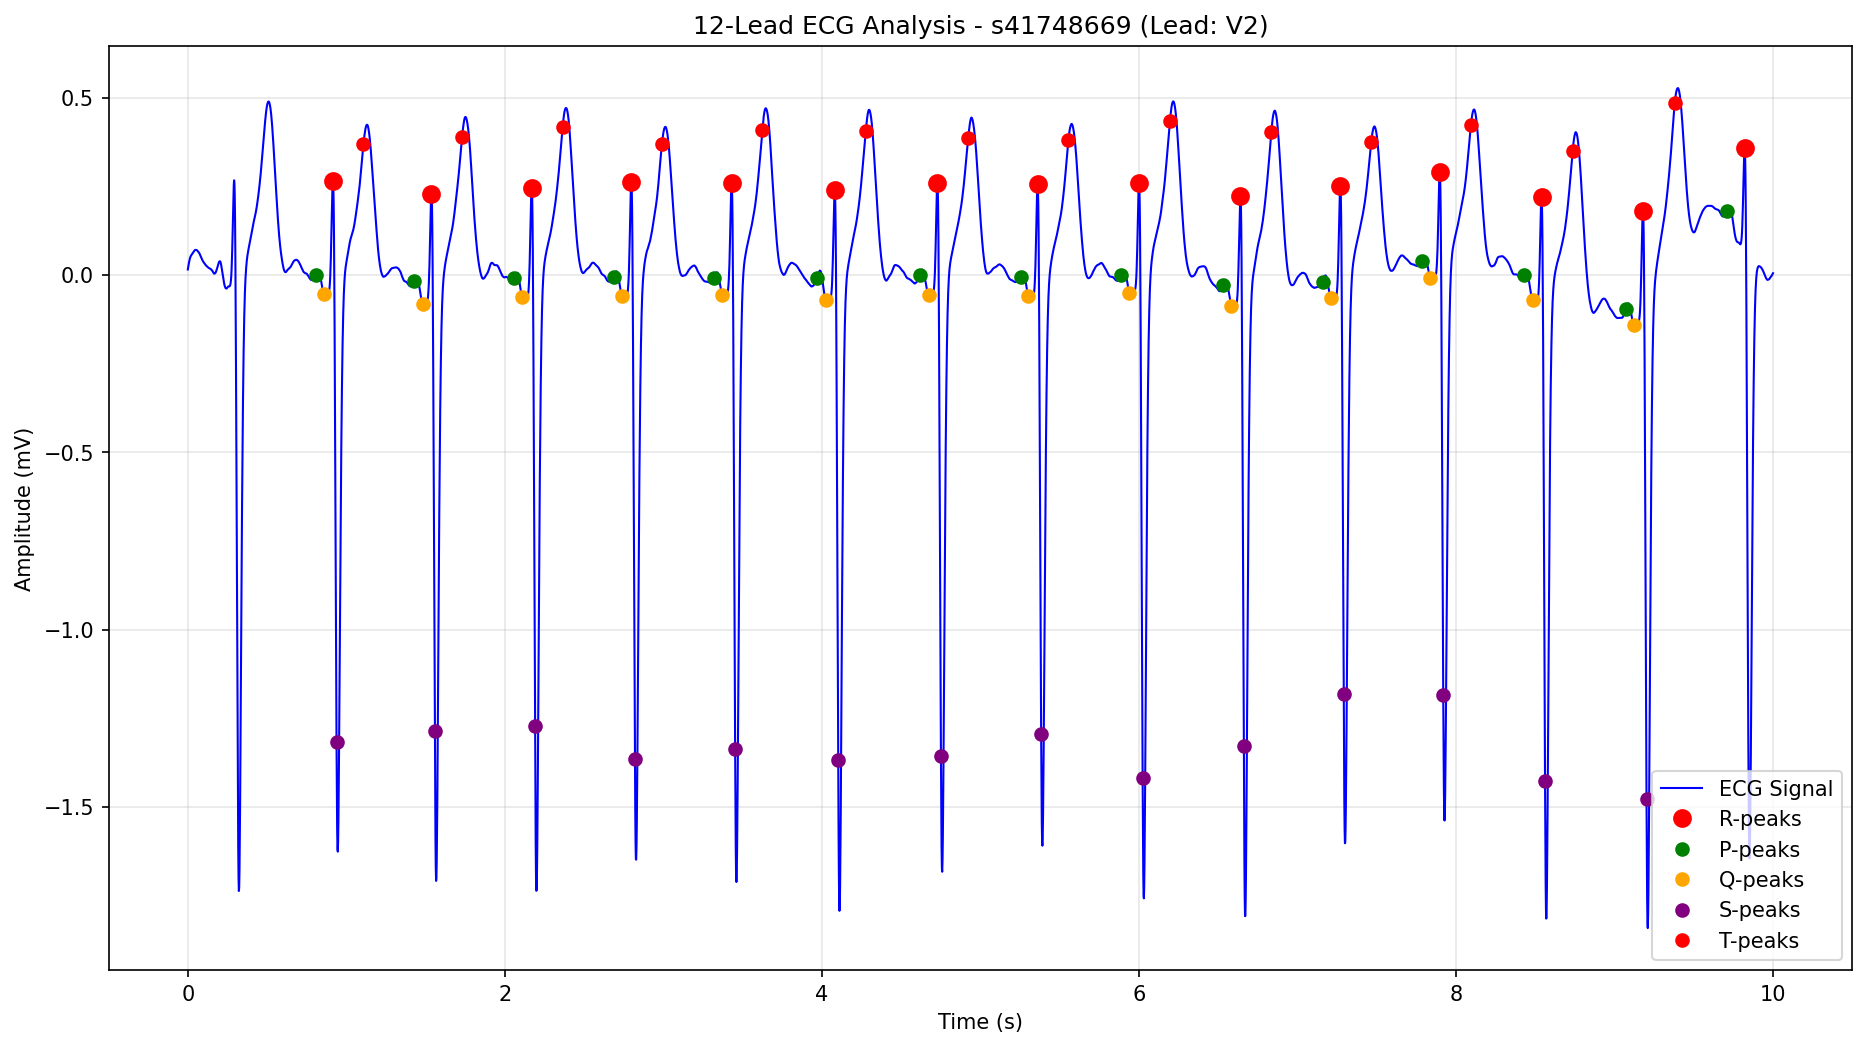 12-Lead ECG Analysis - s41748669 (Lead: V2)
Amplitude (mV)
0.5
0.0
−0.5
−1.0
−1.5
0 2 4 6 8 10
Time (s)
ECG Signal
R-peaks
P-peaks
Q-peaks
S-peaks
T-peaks